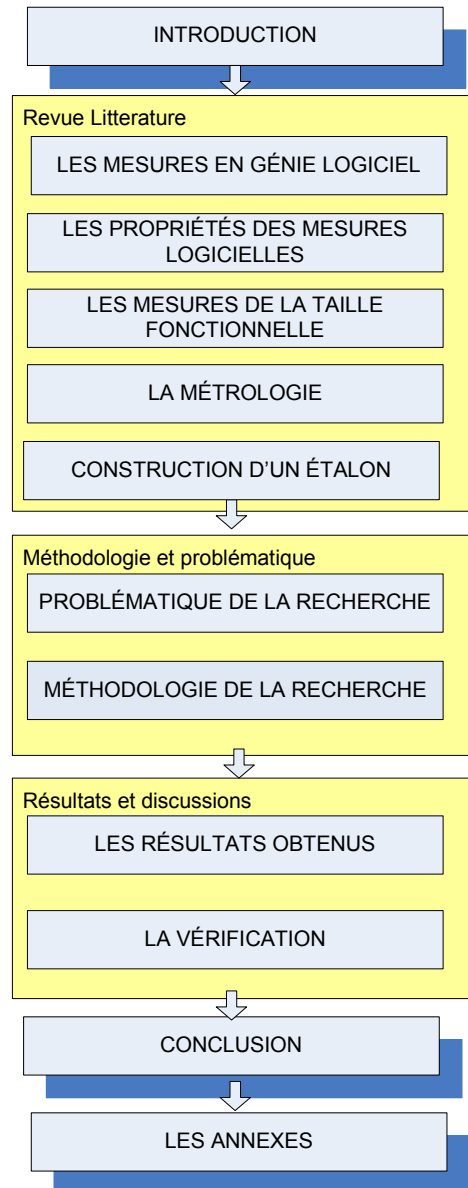 INTRODUCTION
Revue Litterature
LES MESURES EN GÉNIE LOGICIEL
LES PROPRIÉTÉS DES MESURES
LOGICIELLES
LES MESURES DE LA TAILLE
FONCTIONNELLE
LA MÉTROLOGIE
CONSTRUCTION D'UN ÉTALON
Méthodologie et problématique
PROBLÉMATIQUE DE LA RECHERCHE
MÉTHODOLOGIE DE LA RECHERCHE
Résultats et discussions
LES RÉSULTATS OBTENUS
LA VÉRIFICATION
CONCLUSION
LES ANNEXES